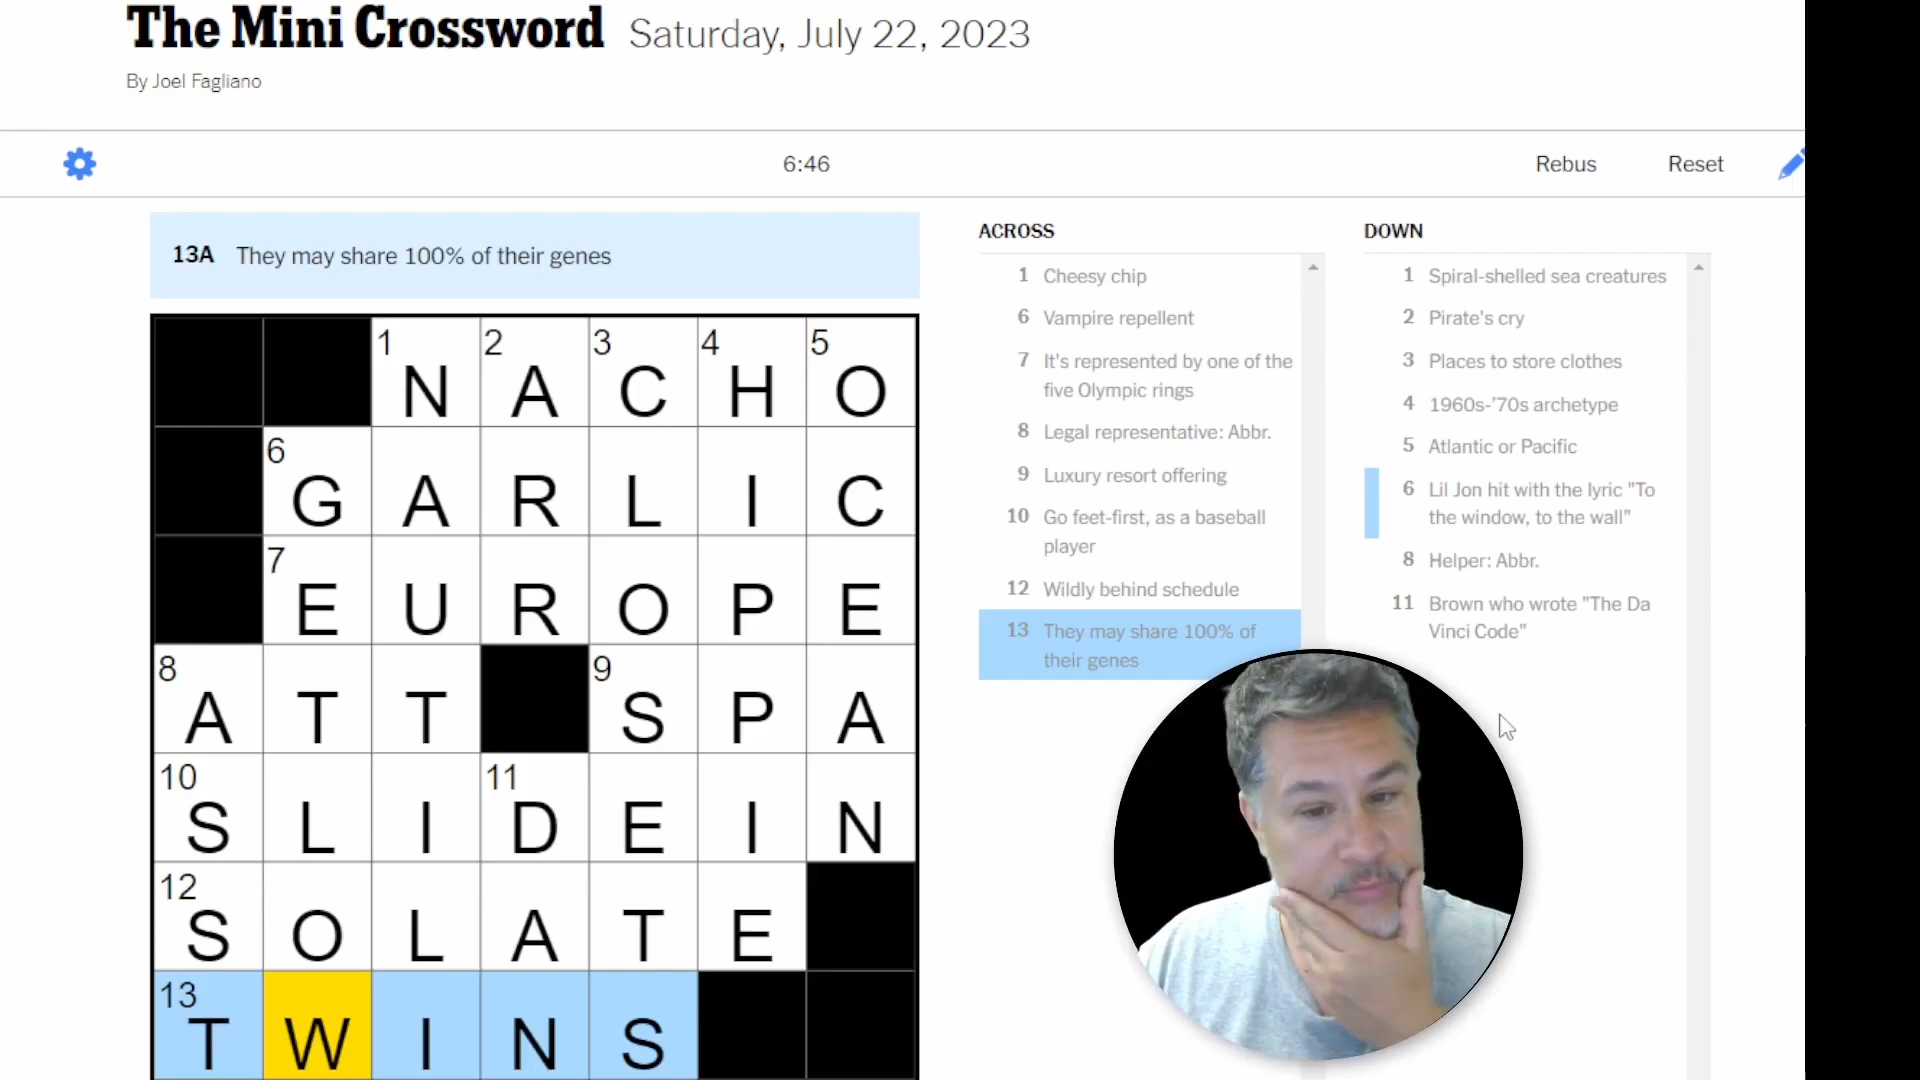 The Mini Crossword Saturday, July 22, 2023
By Joel Fagliano
6:46 Rebus Reset
13A They may share 100% of their genes
1 2 3 4 5
N A C H O
6
G A R L I C
7
E U R O P E
8 9
A T T S P A
10 11
S L I D E I N
12
S O L A T E
13
T W I N S
ACROSS
1 Cheesy chip
6 Vampire repellent
7 It's represented by one of the
five Olympic rings
8 Legal representative: Abbr.
9 Luxury resort offering
10 Go feet-first, as a baseball
player
12 Wildly behind schedule
13 They may share 100% of
their genes
DOWN
1 Spiral-shelled sea creatures
2 Pirate's cry
3 Places to store clothes
4 1960s-'70s archetype
5 Atlantic or Pacific
6 Lil Jon hit with the lyric "To
the window, to the wall"
8 Helper: Abbr.
11 Brown who wrote "The Da
Vinci Code"